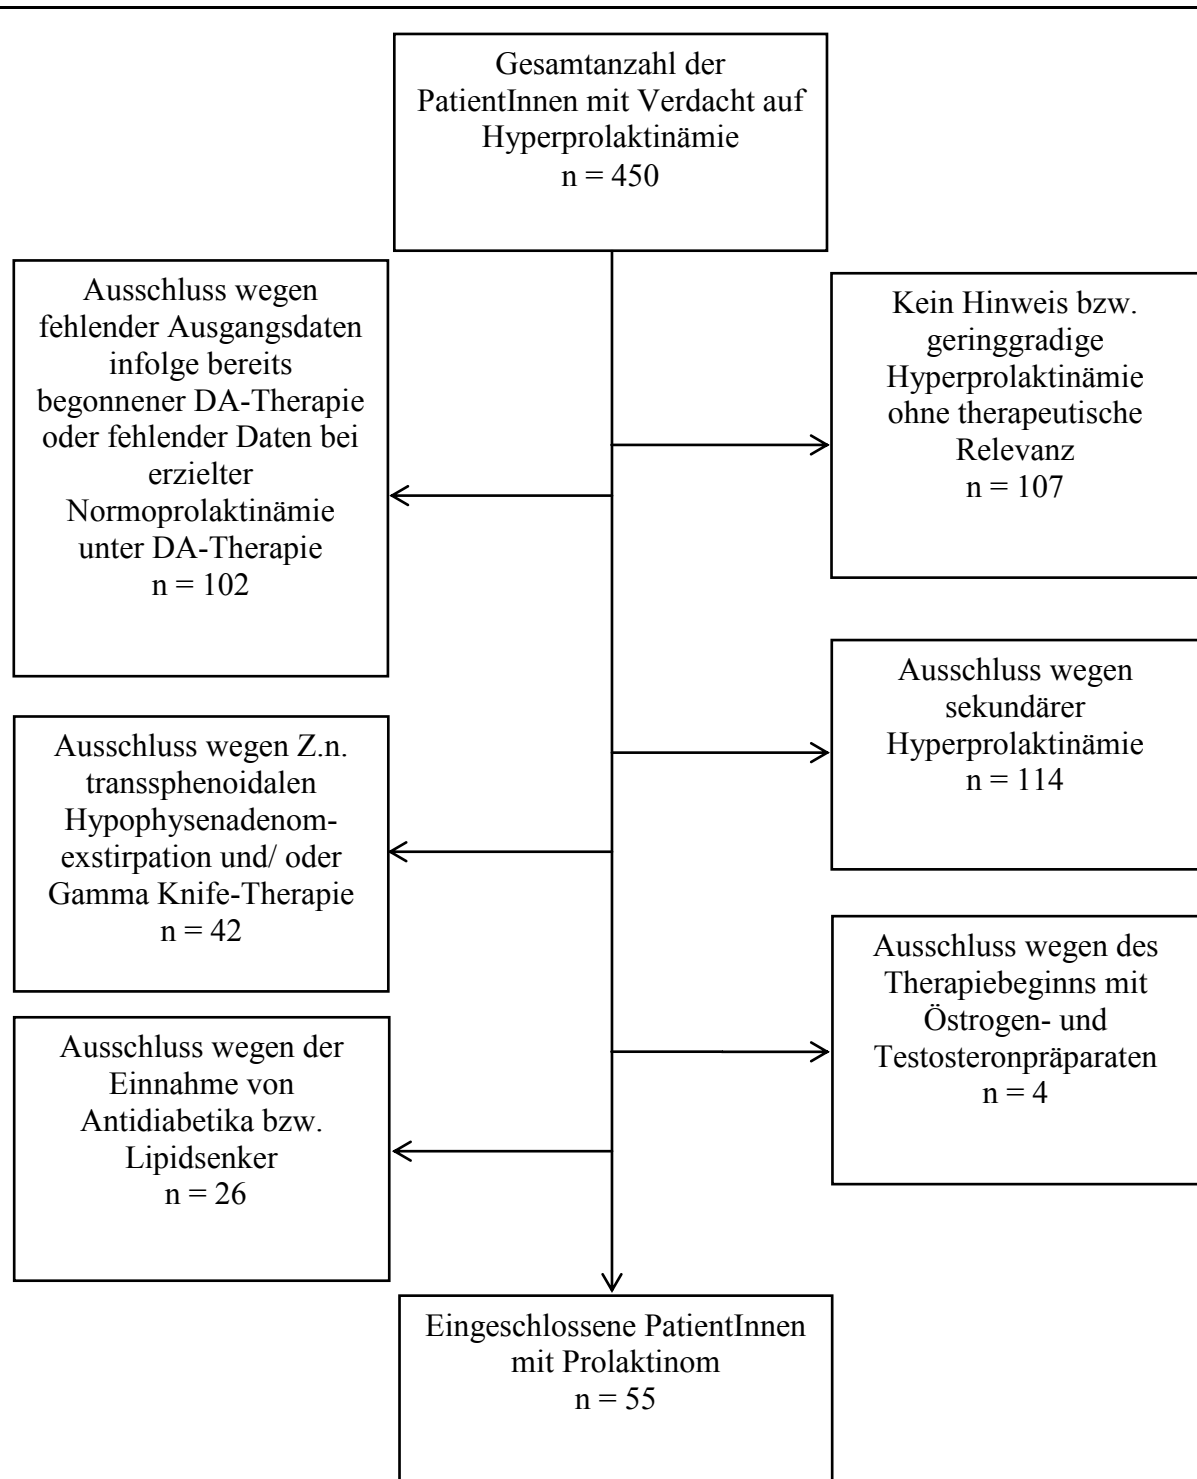 Gesamtanzahl der
PatientInnen mit Verdacht auf
Hyperprolaktinämie
n = 450
Ausschluss wegen
fehlender Ausgangsdaten
infolge bereits
begonnener DA-Therapie
oder fehlender Daten bei
erzielter
Normoprolaktinämie
unter DA-Therapie
n = 102
Kein Hinweis bzw.
geringgradige
Hyperprolaktinämie
ohne therapeutische
Relevanz
n = 107
Ausschluss wegen
sekundärer
Hyperprolaktinämie
n = 114
Ausschluss wegen Z.n.
transsphenoidalen
Hypophysenadenom-
exstirpation und/ oder
Gamma Knife-Therapie
n = 42
Ausschluss wegen des
Therapiebeginns mit
Östrogen- und
Testosteronpräparaten
n = 4
Ausschluss wegen der
Einnahme von
Antidiabetika bzw.
Lipidsenker
n = 26
Eingeschlossene PatientInnen
mit Prolaktinom
n = 55